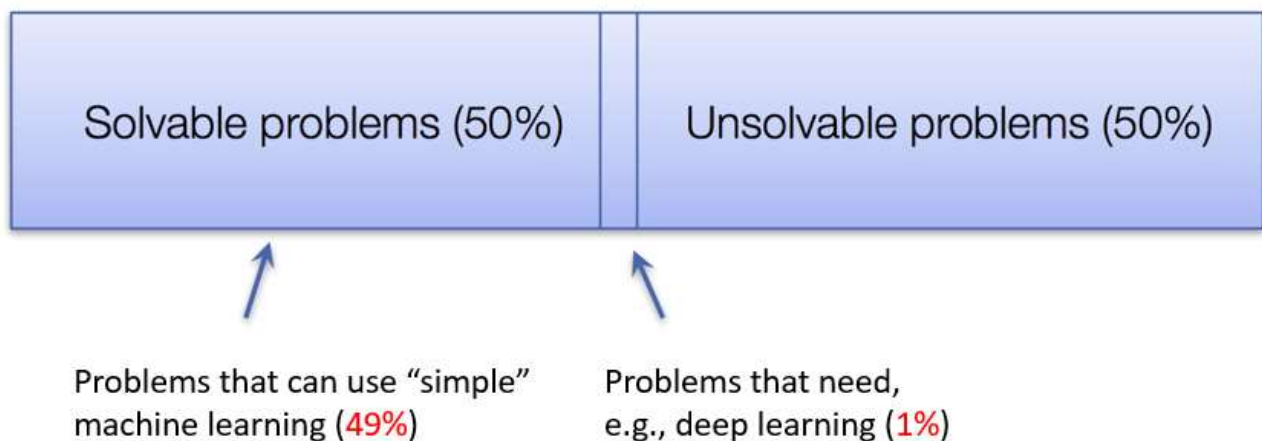 Solvable problems (50%)
Unsolvable problems (50%)
Problems that can use “simple”
machine learning (49%)
Problems that need,
e.g., deep learning (1%)